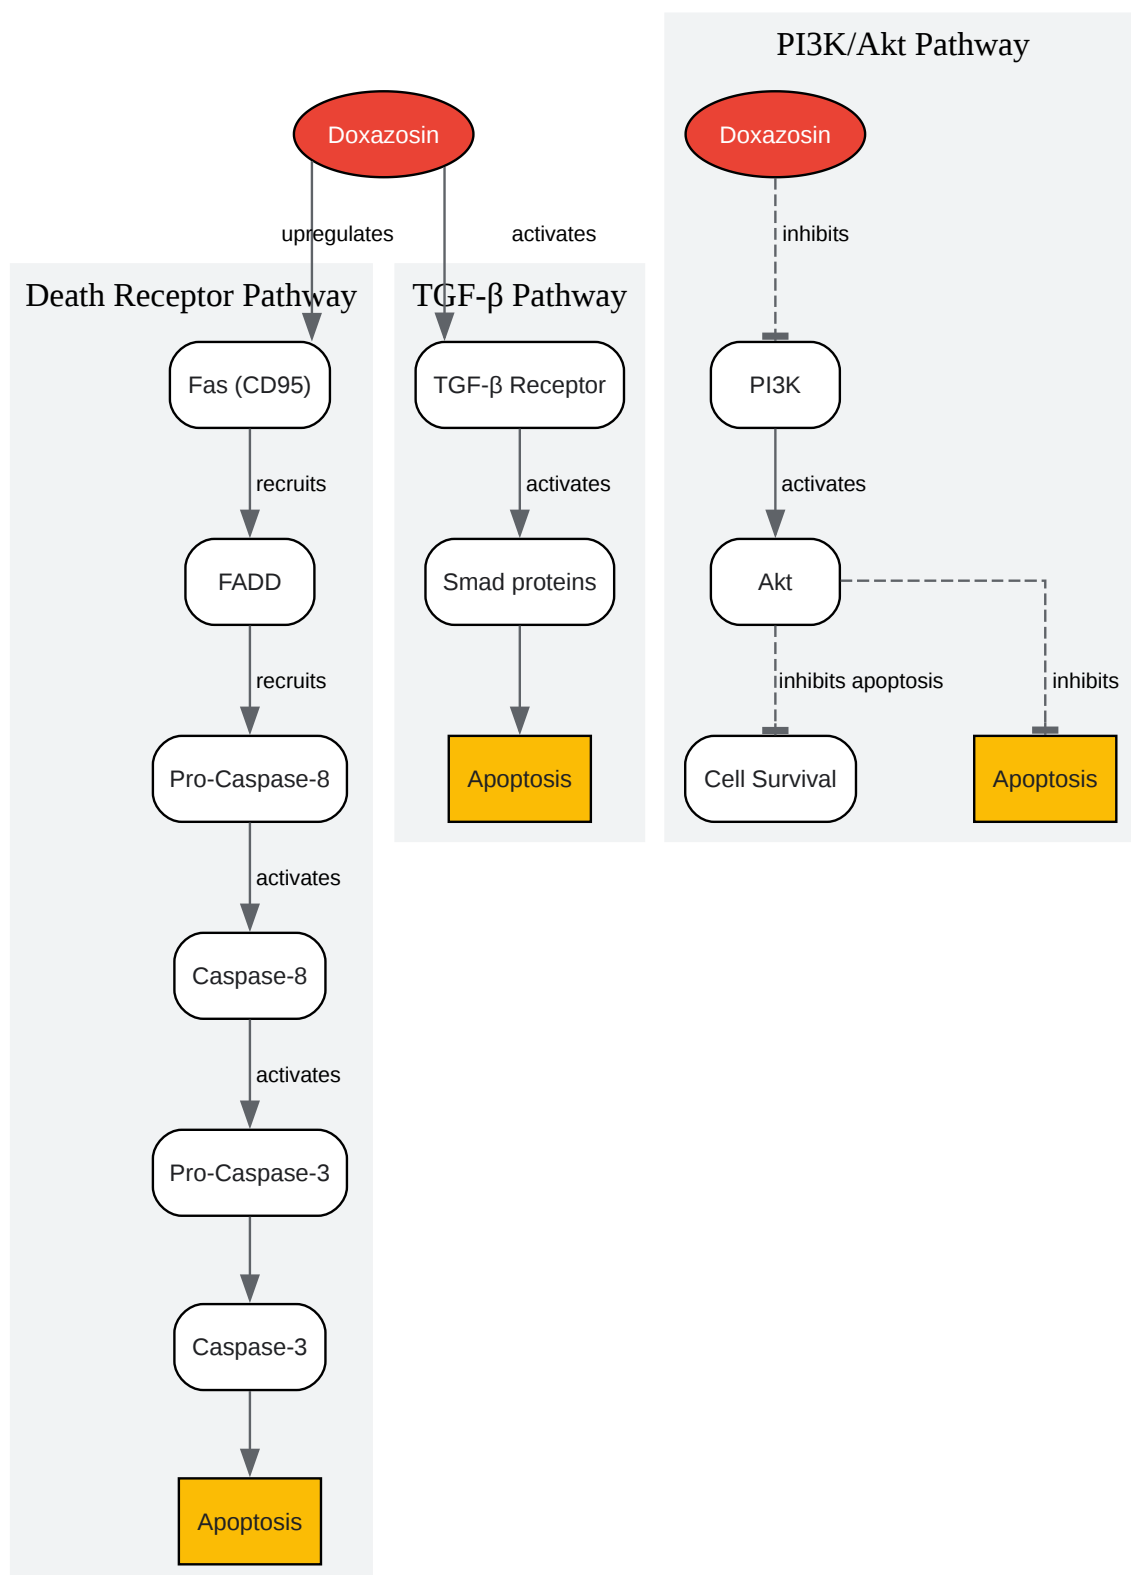 PI3K/Akt Pathway
Doxazosin
Doxazosin
upregulates
activates
inhibits
Death Receptor Pathway
TGF-β Pathway
Fas (CD95)
TGF-β Receptor
PI3K
recruits
activates
activates
FADD
Smad proteins
Akt
recruits
inhibits apoptosis
inhibits
Pro-Caspase-8
Apoptosis
Cell Survival
Apoptosis
activates
Caspase-8
activates
Pro-Caspase-3
Caspase-3
Apoptosis